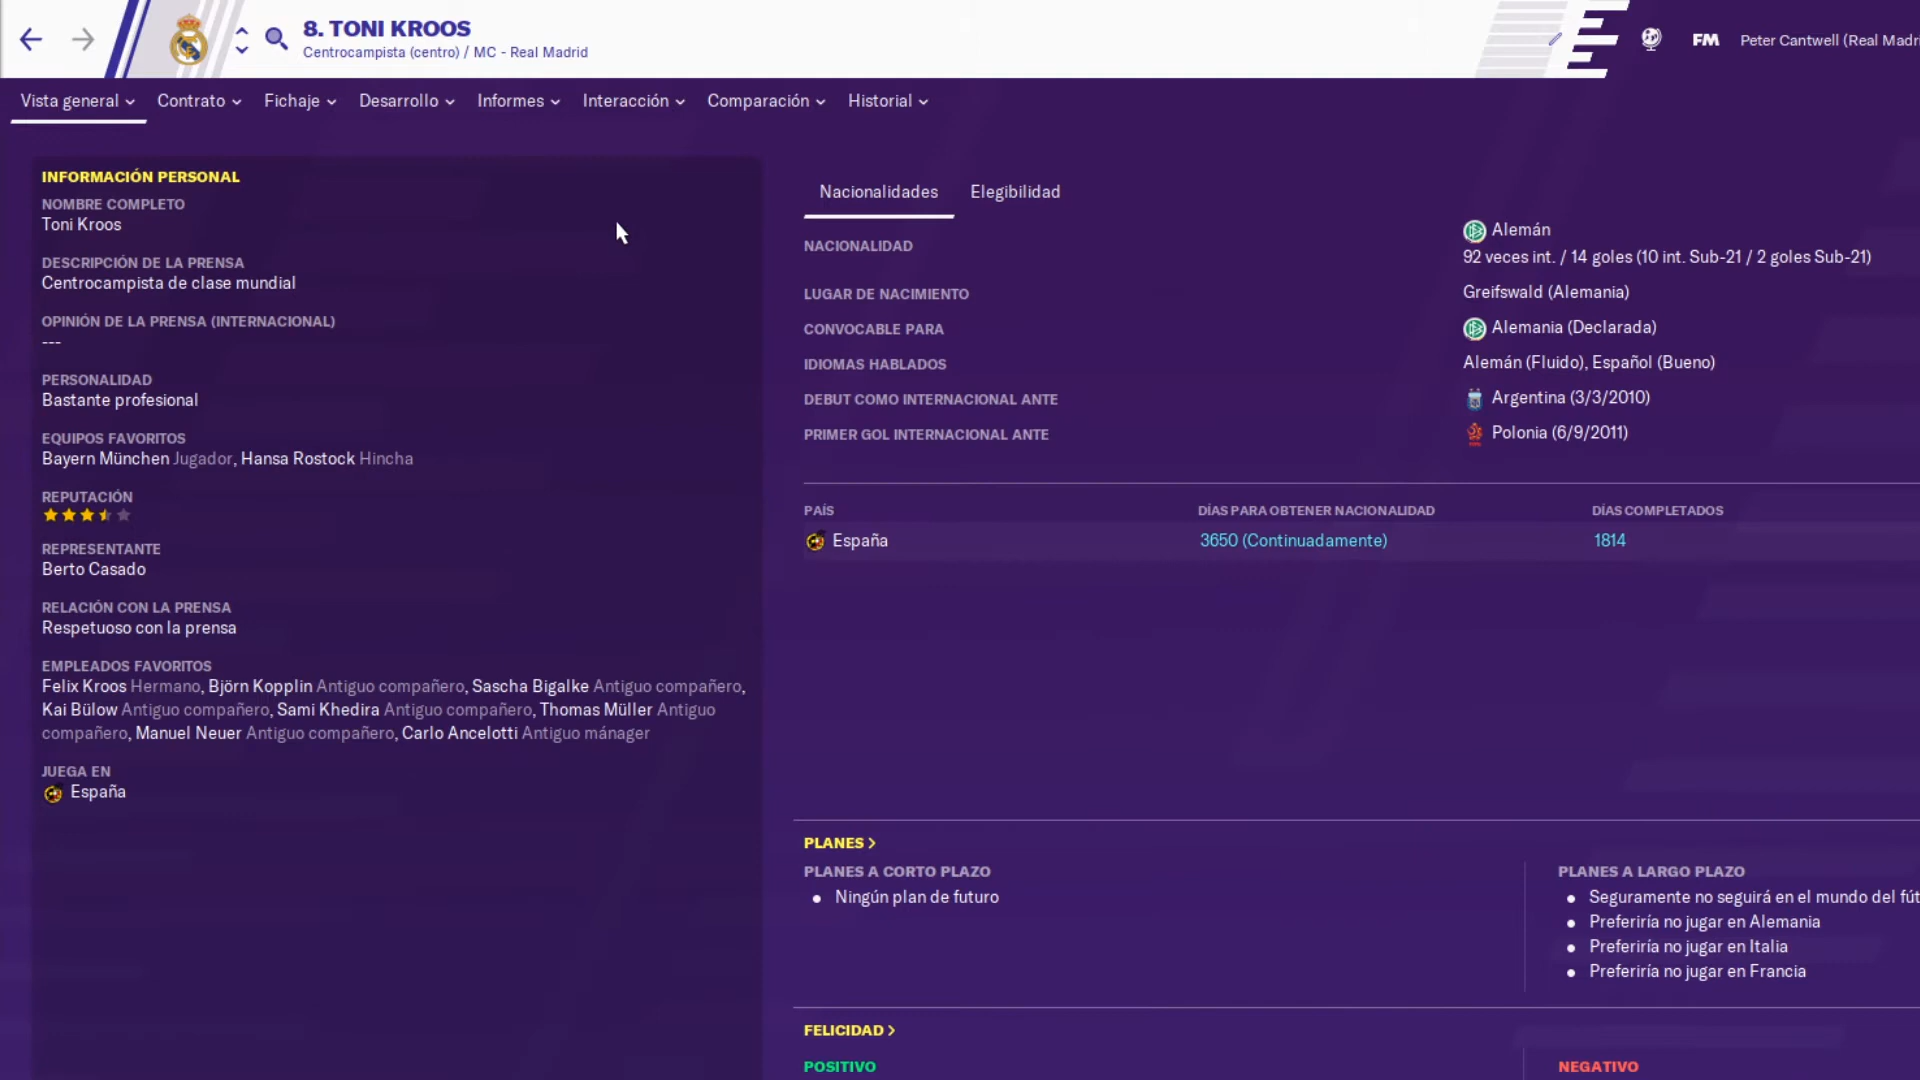 8. TONI KROOS
Centrocampista (centro) / MC - Real Madrid
FM
Peter Cantwell (Real Madri
Vista general
Contrato
Fichaje
Desarrollo
Informes
Interacción
Comparación
Historial
INFORMACIÓN PERSONAL
NOMBRE COMPLETO
Toni Kroos
DESCRIPCIÓN DE LA PRENSA
Centrocampista de clase mundial
OPINIÓN DE LA PRENSA (INTERNACIONAL)
---
PERSONALIDAD
Bastante profesional
EQUIPOS FAVORITOS
Bayern München Jugador, Hansa Rostock Hincha
REPUTACIÓN
REPRESENTANTE
Berto Casado
RELACIÓN CON LA PRENSA
Respetuoso con la prensa
EMPLEADOS FAVORITOS
Felix Kroos Hermano, Björn Kopplin Antiguo compañero, Sascha Bigalke Antiguo compañero,
Kai Bülow Antiguo compañero, Sami Khedira Antiguo compañero, Thomas Müller Antiguo
compañero, Manuel Neuer Antiguo compañero, Carlo Ancelotti Antiguo mánager
JUEGA EN
España
Nacionalidades
Elegibilidad
NACIONALIDAD
Alemán
92 veces int. / 14 goles (10 int. Sub-21 / 2 goles Sub-21)
LUGAR DE NACIMIENTO
Greifswald (Alemania)
CONVOCABLE PARA
Alemania (Declarada)
IDIOMAS HABLADOS
Alemán (Fluido), Español (Bueno)
DEBUT COMO INTERNACIONAL ANTE
Argentina (3/3/2010)
PRIMER GOL INTERNACIONAL ANTE
Polonia (6/9/2011)
PAÍS
DÍAS PARA OBTENER NACIONALIDAD
DÍAS COMPLETADOS
España
3650 (Continuadamente)
1814
PLANES >
PLANES A CORTO PLAZO
Ningún plan de futuro
PLANES A LARGO PLAZO
Seguramente no seguirá en el mundo del fút
Preferiría no jugar en Alemania
Preferiría no jugar en Italia
Preferiría no jugar en Francia
FELICIDAD >
POSITIVO
NEGATIVO